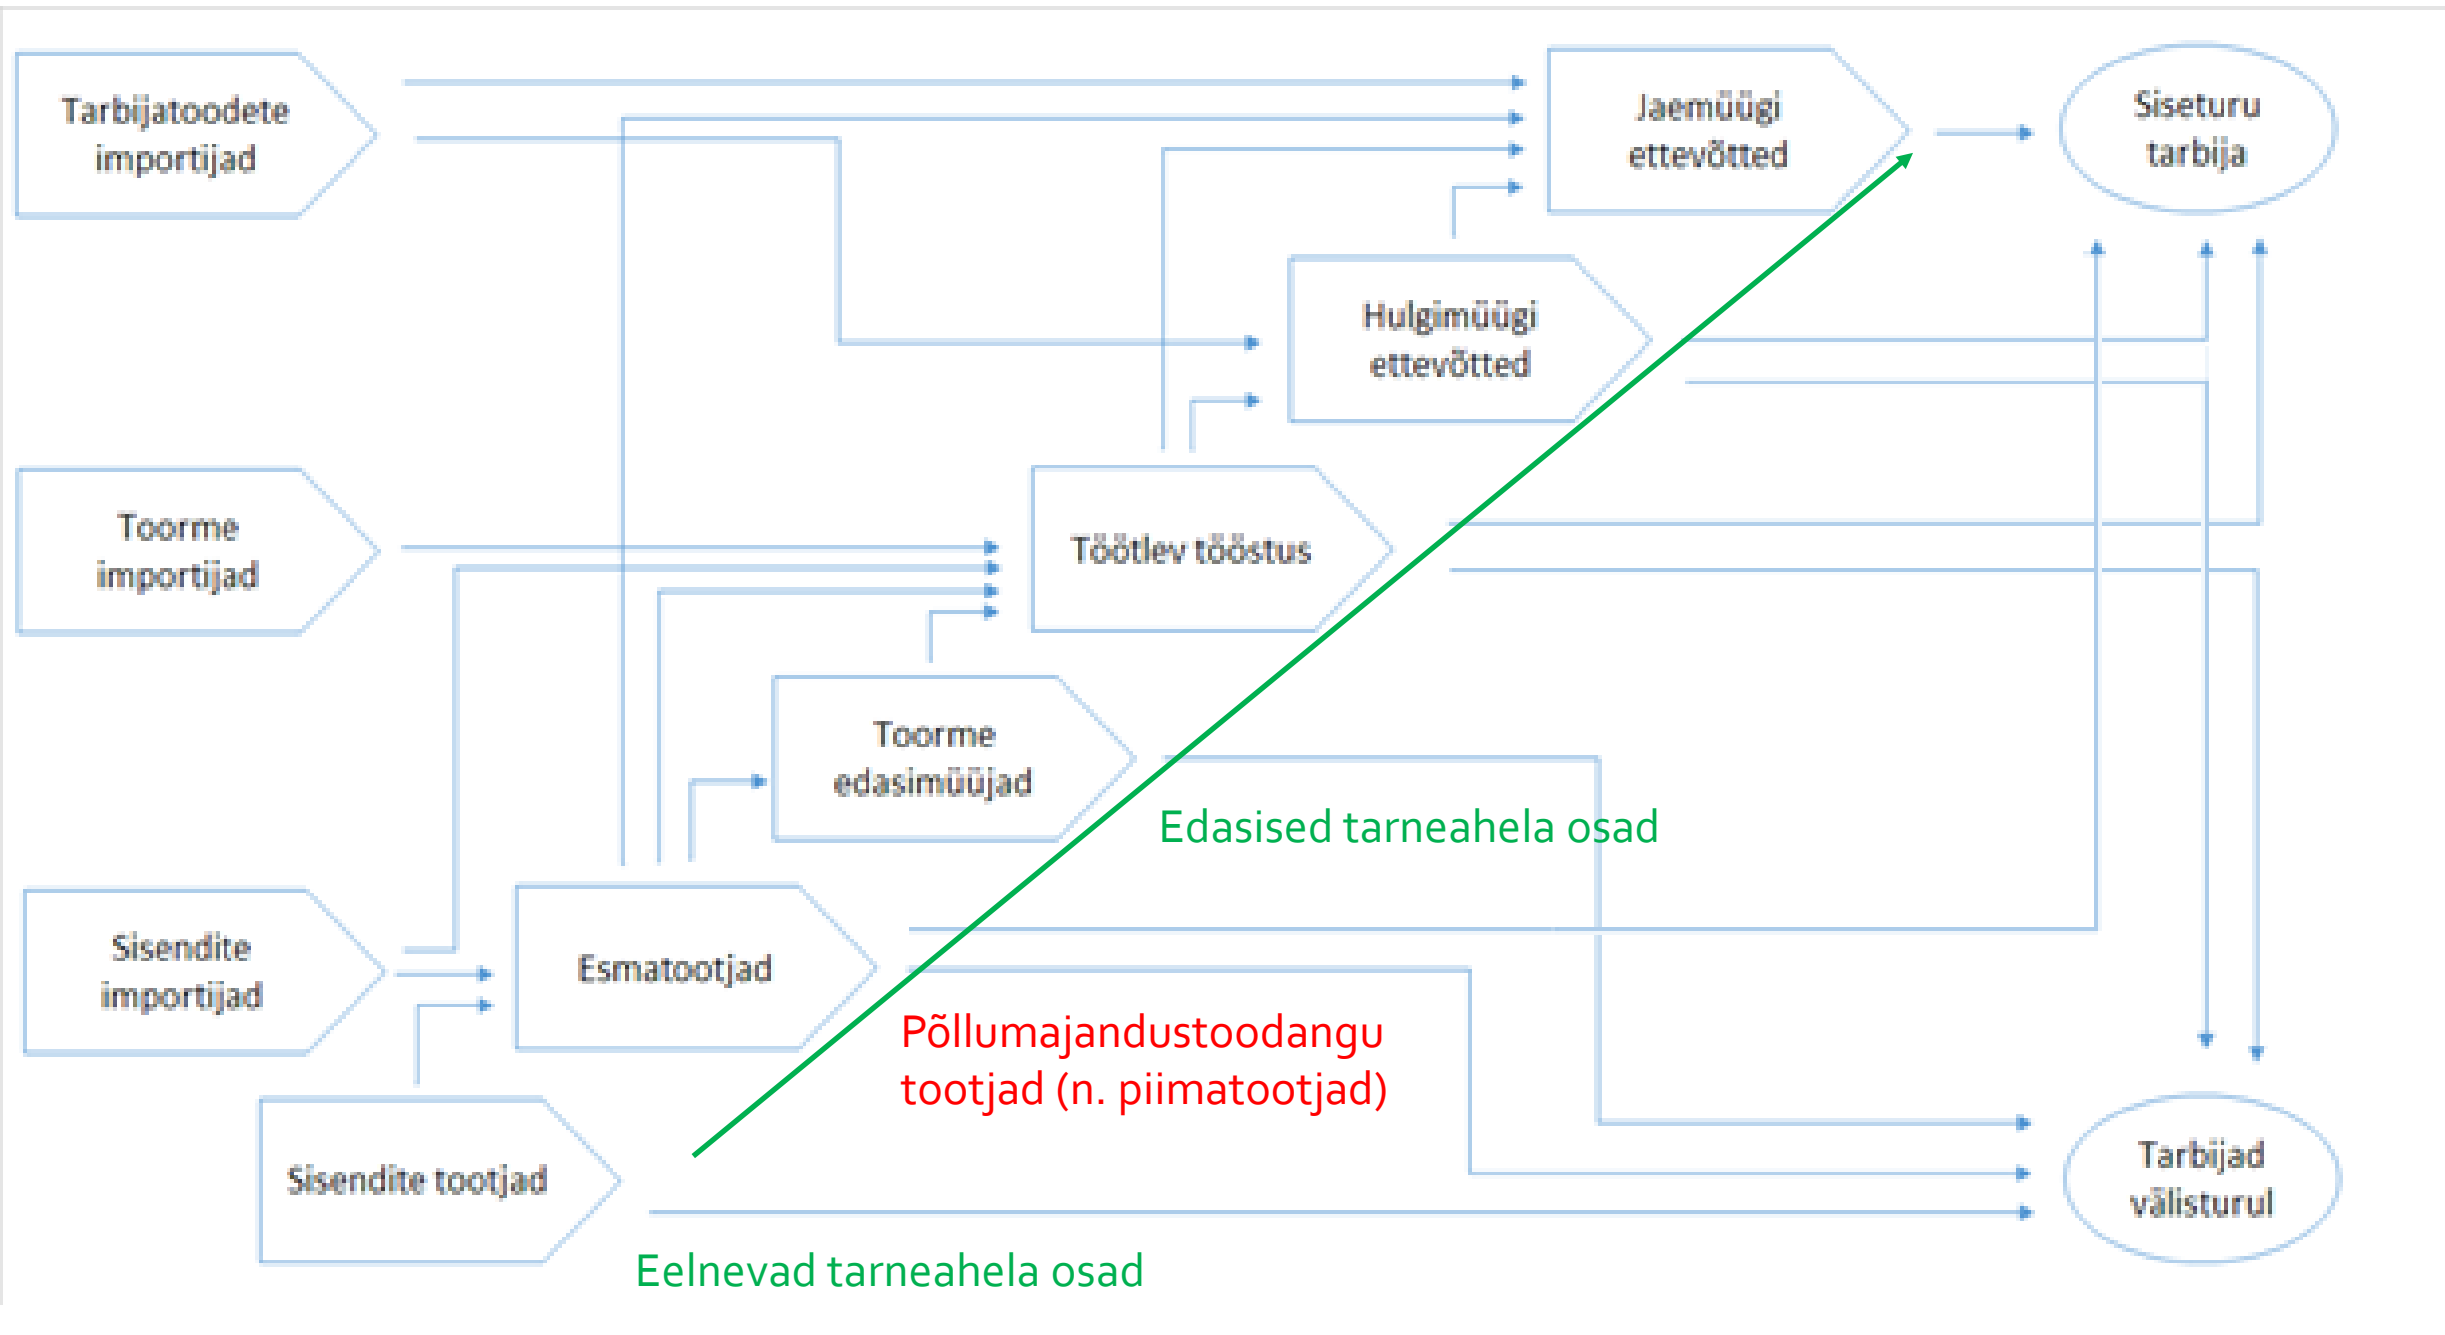 Tarbijatoodete
importijad
Jaemüügi
ettevõtted
Siseturu
tarbija
Hulgimüügi
ettevõtted
Toorme
importijad
Töötlev tööstus
Toorme
edasimüüjad
Edasised tarneahela osad
Sisendite
importijad
Esmatootjad
Põllumajandustoodangu
tootjad (n. piimatootjad)
Sisendite tootjad
Tarbijad
välisturul
Eelnevad tarneahela osad